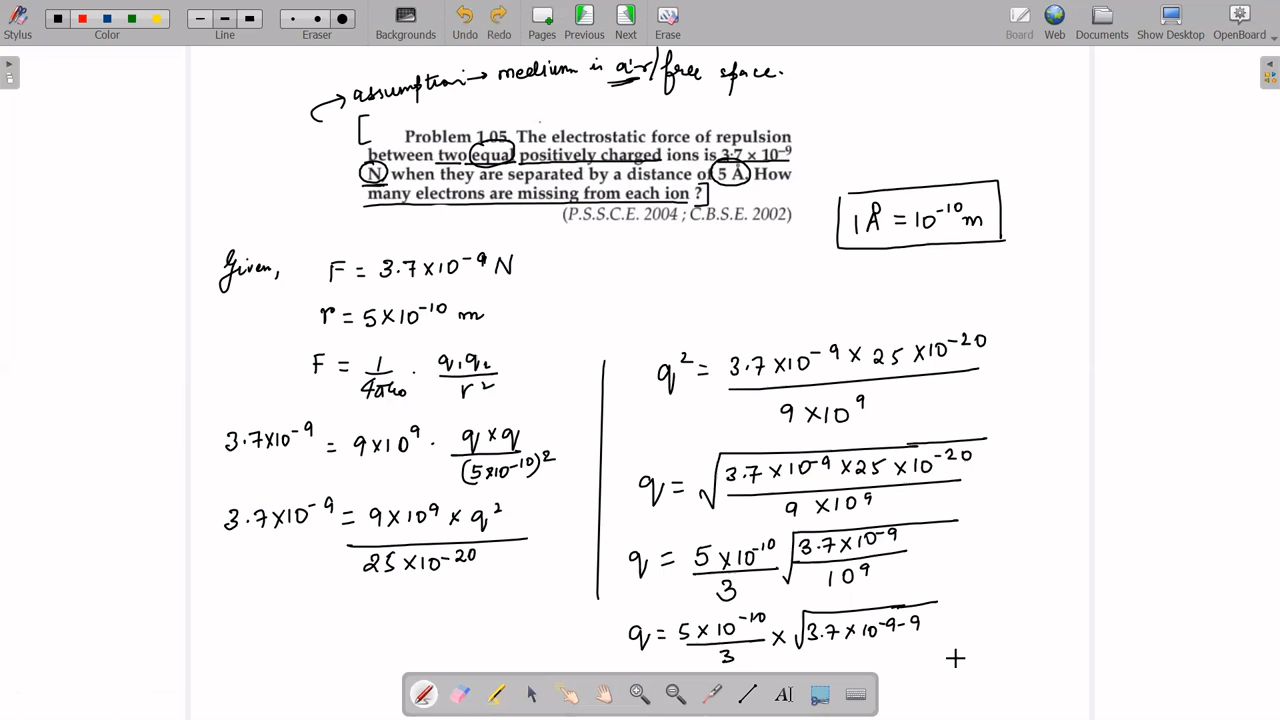 Stylus Color Line Eraser Backgrounds Undo Redo Pages Previous Next Erase Board Web Documents Show Desktop OpenBoard
assumption → medium is air/free space.
Problem 1.05. The electrostatic force of repulsion
between two equal positively charged ions is 3·7 × 10⁻⁹
N when they are separated by a distance of 5 Å. How
many electrons are missing from each ion ?
(P.S.S.C.E. 2004 ; C.B.S.E. 2002)
1 Å = 10⁻¹⁰ m
Given, F = 3.7×10⁻⁹ N
r = 5×10⁻¹⁰ m
F = 1/4πε₀ · q₁q₂/r²
3.7×10⁻⁹ = 9×10⁹ · q×q/(5×10⁻¹⁰)²
3.7×10⁻⁹ = 9×10⁹ × q²/25×10⁻²⁰
q² = 3.7×10⁻⁹ × 25×10⁻²⁰/9×10⁹
q = √(3.7×10⁻⁹×25×10⁻²⁰/9×10⁹)
q = 5×10⁻¹⁰/3 √(3.7×10⁻⁹/10⁹)
q = 5×10⁻¹⁰/3 × √(3.7×10⁻⁹⁻⁹)
AI